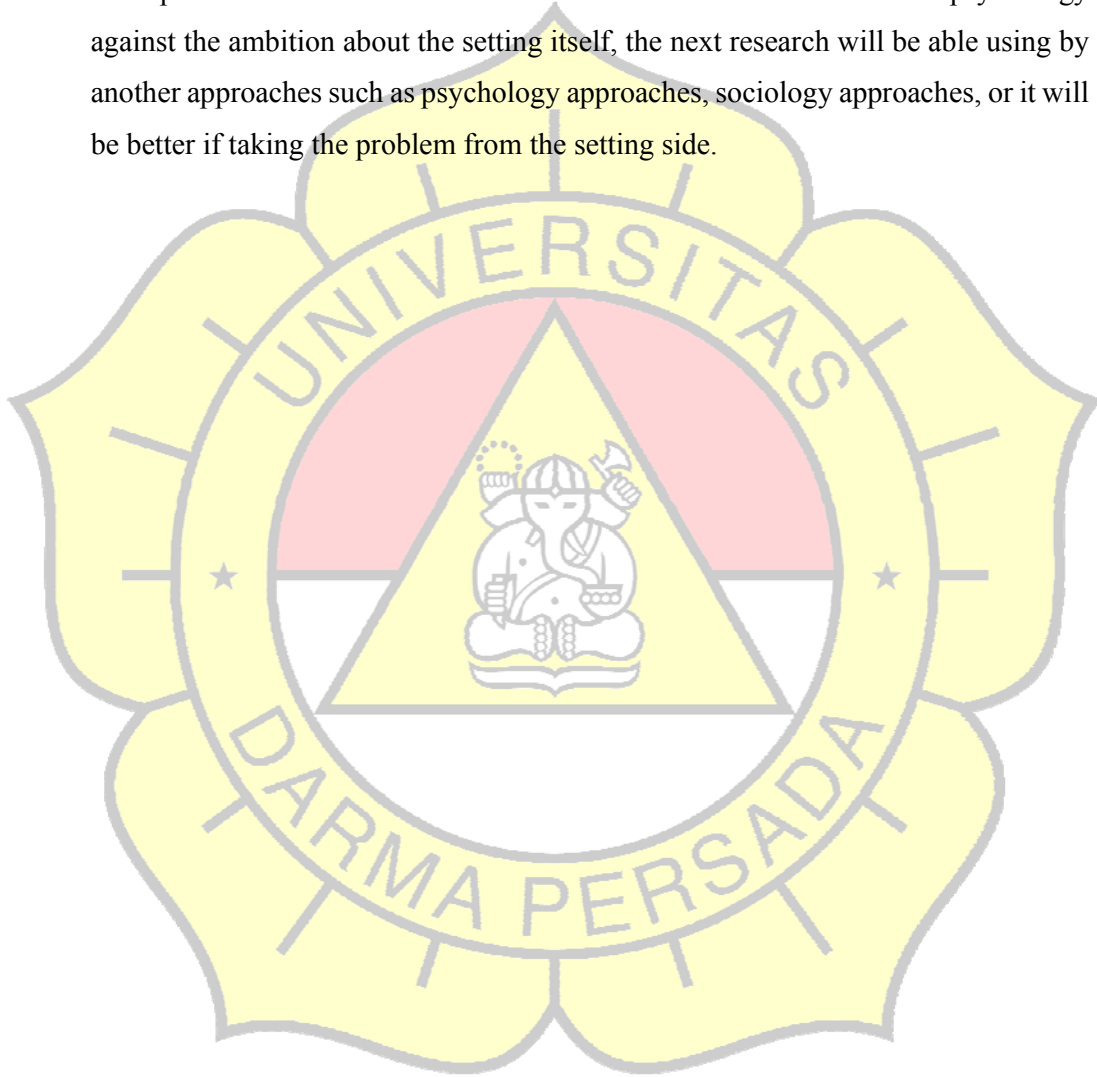 against the ambition about the setting itself, the next research will be able using by
another approaches such as psychology approaches, sociology approaches, or it will
be better if taking the problem from the setting side.
UNIVERSITAS
DARMA PERSADA